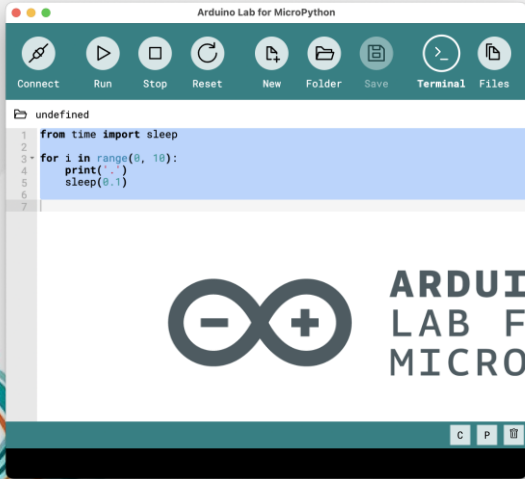 Arduino Lab for MicroPython
Connect Run Stop Reset New Folder Save Terminal Files
undefined
1 from time import sleep
2
3 for i in range(0, 10):
4     print('.')
5     sleep(0.1)
6
7
ARDUI
LAB F
MICRO
C P